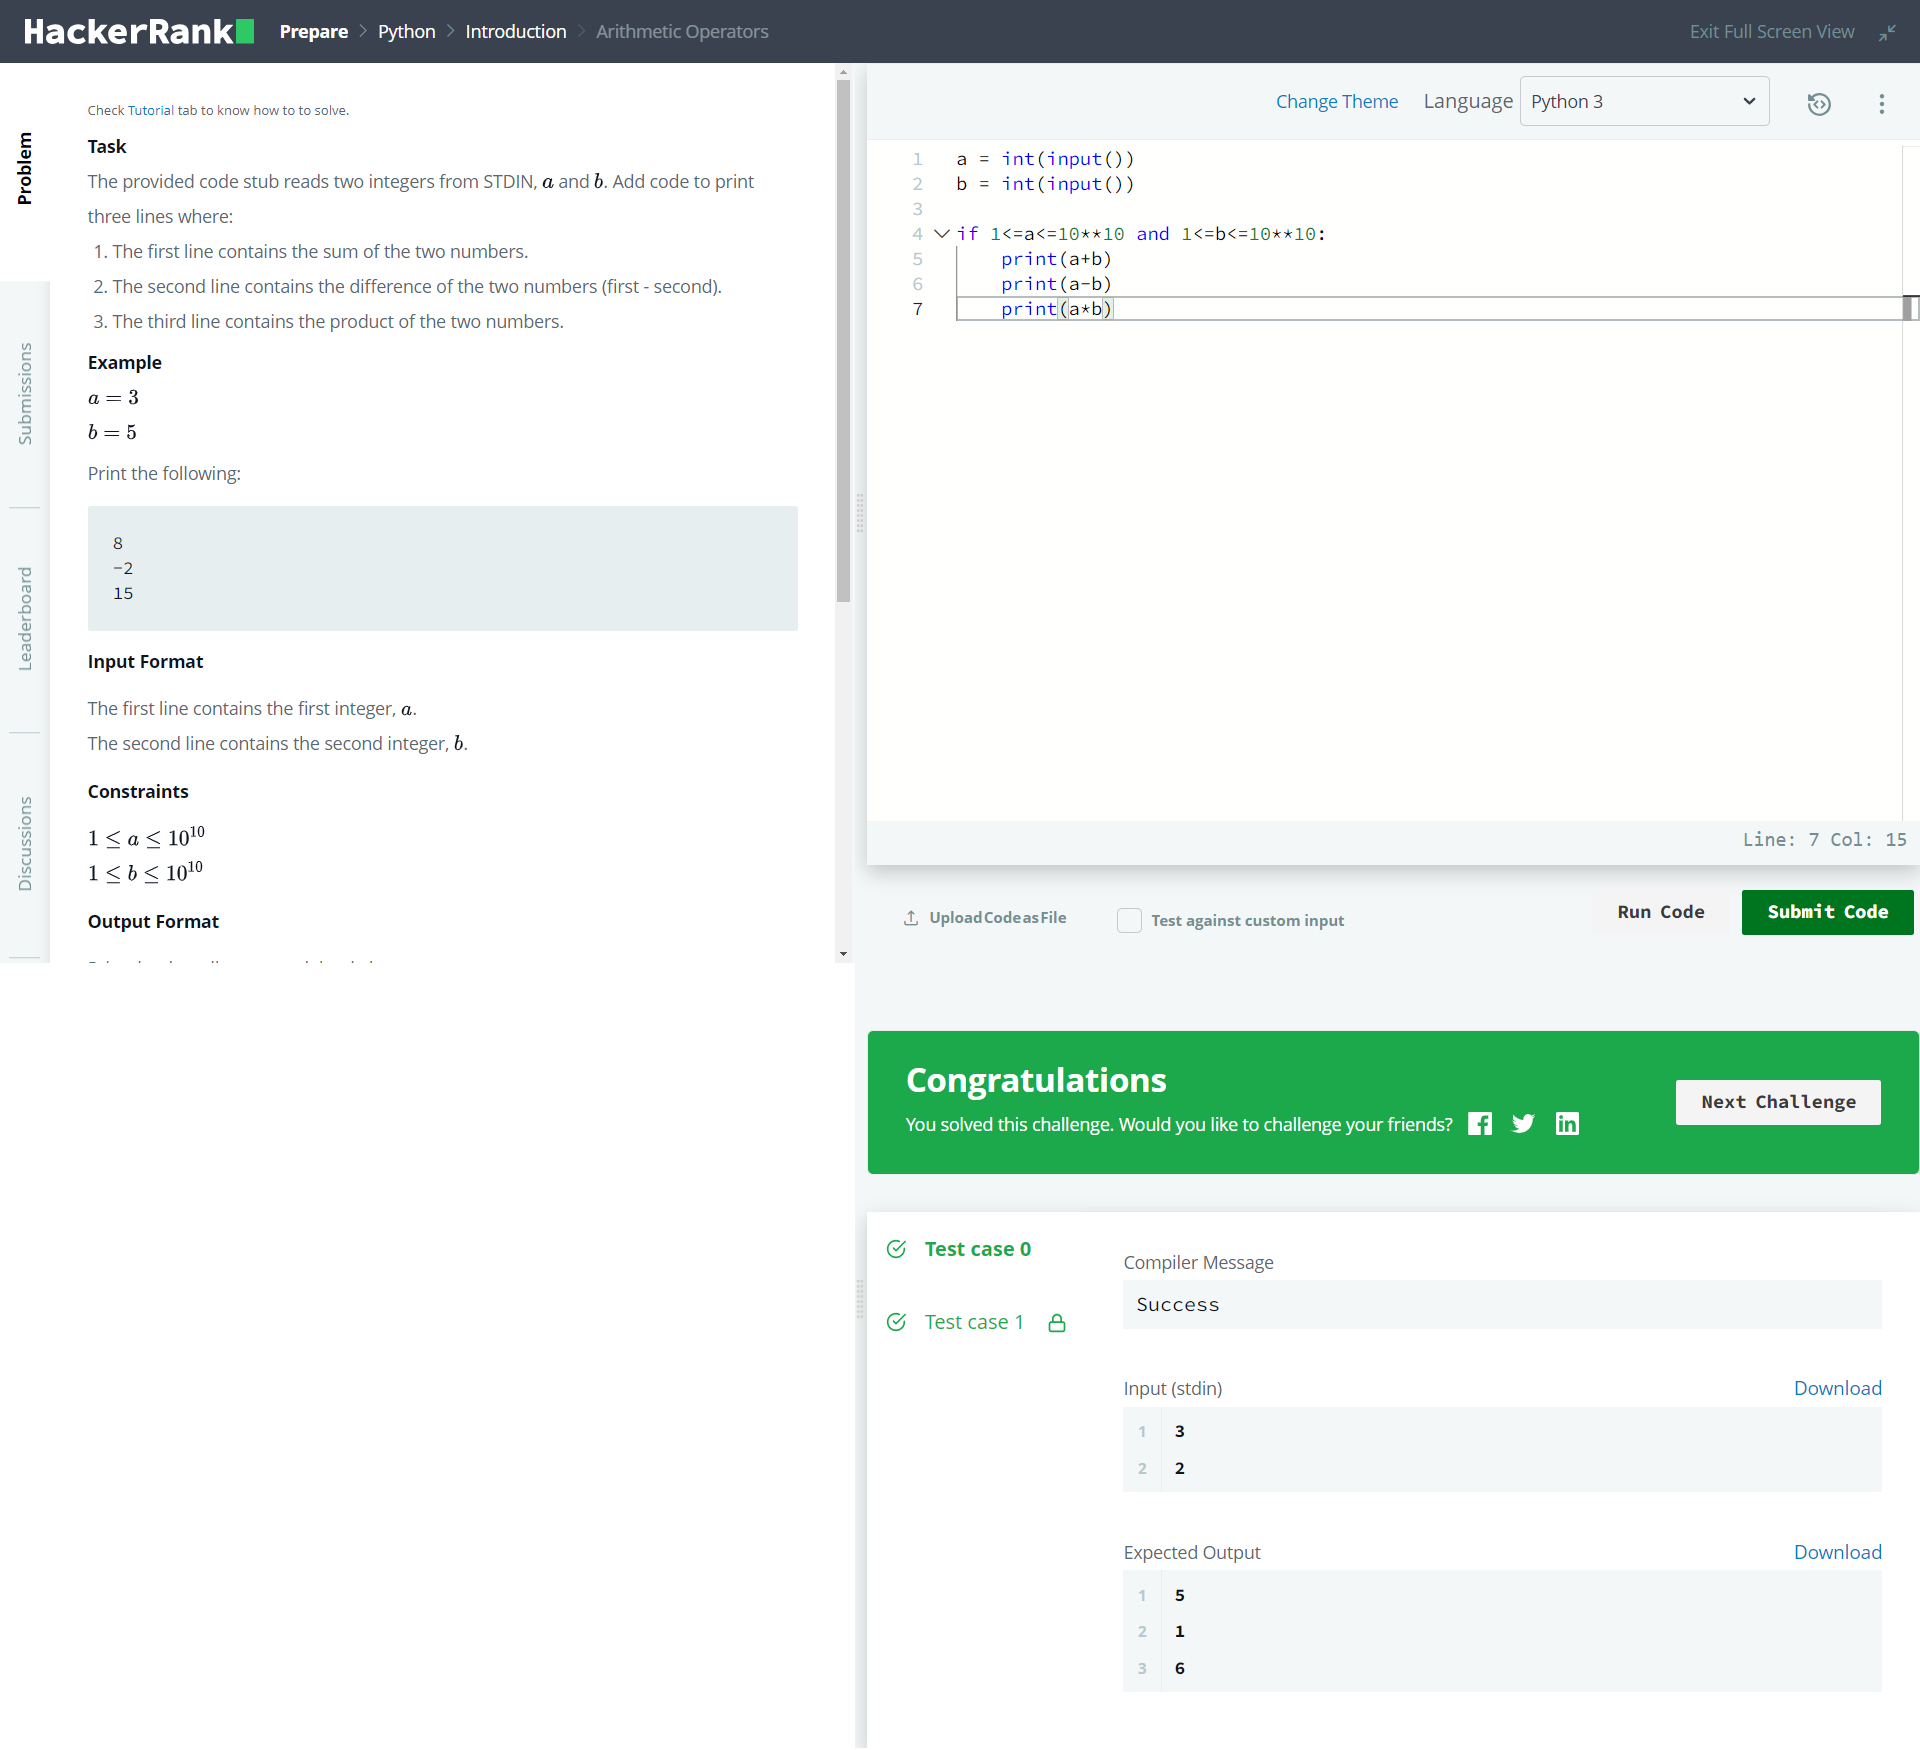 HackerRank
Prepare > Python > Introduction > Arithmetic Operators
Exit Full Screen View
Problem
Submissions
Leaderboard
Discussions
Check Tutorial tab to know how to to solve.
Task
The provided code stub reads two integers from STDIN, a and b. Add code to print
three lines where:
1. The first line contains the sum of the two numbers.
2. The second line contains the difference of the two numbers (first - second).
3. The third line contains the product of the two numbers.
Example
a = 3
b = 5
Print the following:
8
-2
15
Input Format
The first line contains the first integer, a.
The second line contains the second integer, b.
Constraints
1 ≤ a ≤ 10^10
1 ≤ b ≤ 10^10
Output Format
Change Theme
Language
Python 3
1 a = int(input())
2 b = int(input())
3
4 if 1<=a<=10**10 and 1<=b<=10**10:
5     print(a+b)
6     print(a-b)
7     print(a*b)
Line: 7 Col: 15
Upload Code as File
Test against custom input
Run Code
Submit Code
Congratulations
You solved this challenge. Would you like to challenge your friends?
Next Challenge
Test case 0
Test case 1
Compiler Message
Success
Input (stdin)
Download
1 3
2 2
Expected Output
Download
1 5
2 1
3 6